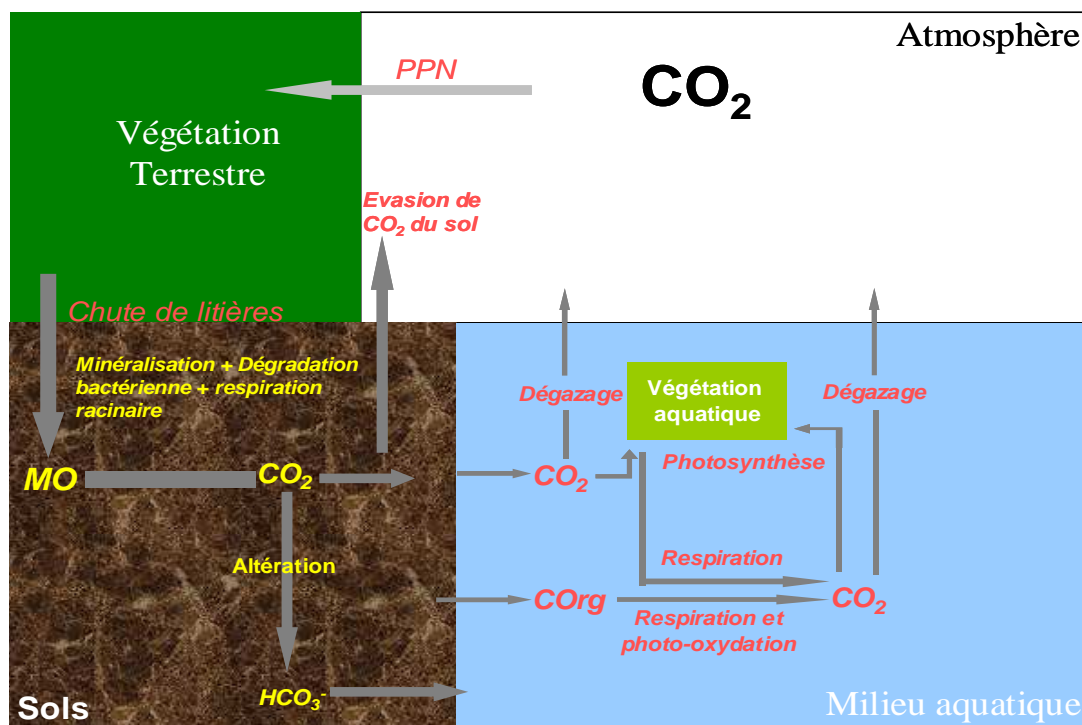 Atmosphère
PPN
CO₂
Végétation
Terrestre
Evasion de
CO₂ du sol
Chute de litières
Minéralisation + Dégradation
bactérienne + respiration
racinaire
Dégazage
Végétation
aquatique
Dégazage
MO
CO₂
CO₂
Photosynthèse
Altération
Respiration
COrg
CO₂
Respiration et
photo-oxydation
HCO₃⁻
Sols
Milieu aquatique